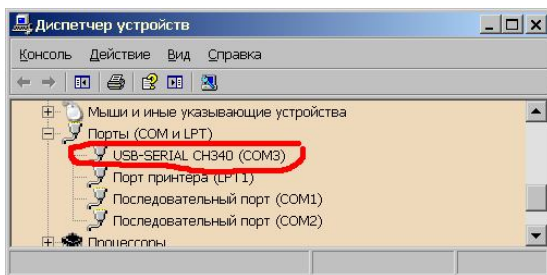 Диспетчер устройств
Консоль Действие Вид Справка
Мыши и иные указывающие устройства
Порты (COM и LPT)
USB-SERIAL CH340 (COM3)
Порт принтера (LPT1)
Последовательный порт (COM1)
Последовательный порт (COM2)
Процессоры